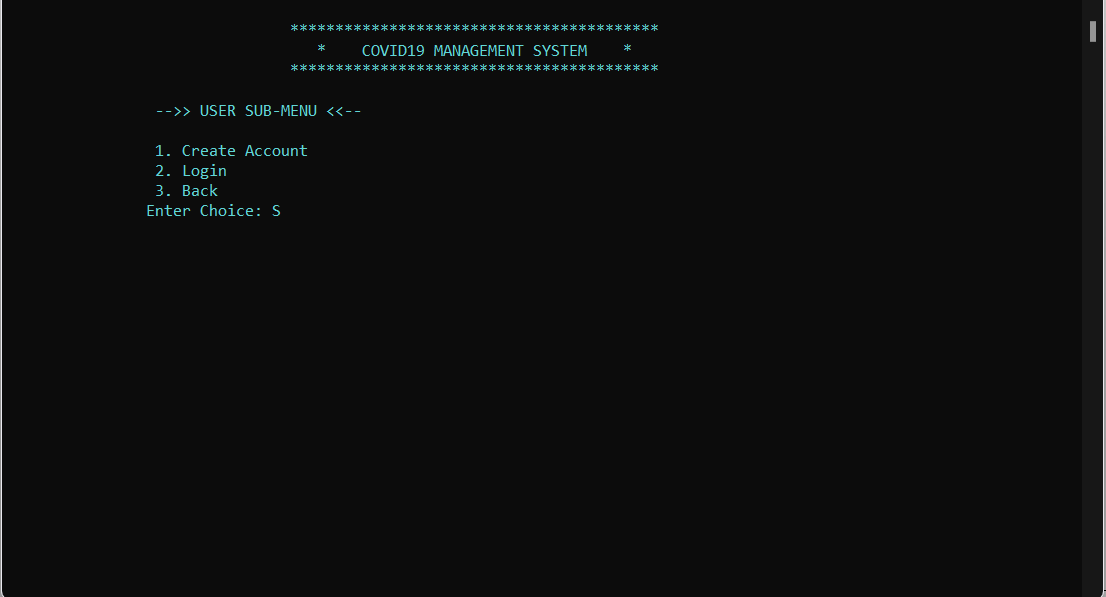 *****************************************
* COVID19 MANAGEMENT SYSTEM *
*****************************************
-->> USER SUB-MENU <<--
1. Create Account
2. Login
3. Back
Enter Choice: S